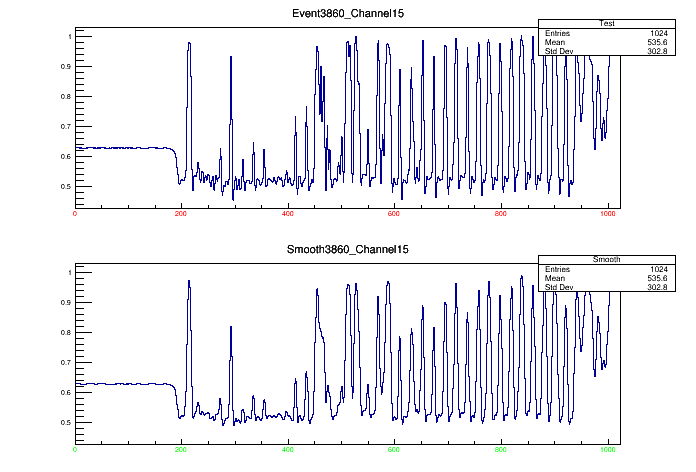 Event3860_Channel15
Test
Entries 1024
Mean 535.6
Std Dev 302.8
1
0.9
0.8
0.7
0.6
0.5
0 200 400 600 800 1000
Smooth3860_Channel15
Smooth
Entries 1024
Mean 535.6
Std Dev 302.8
1
0.9
0.8
0.7
0.6
0.5
0 200 400 600 800 1000